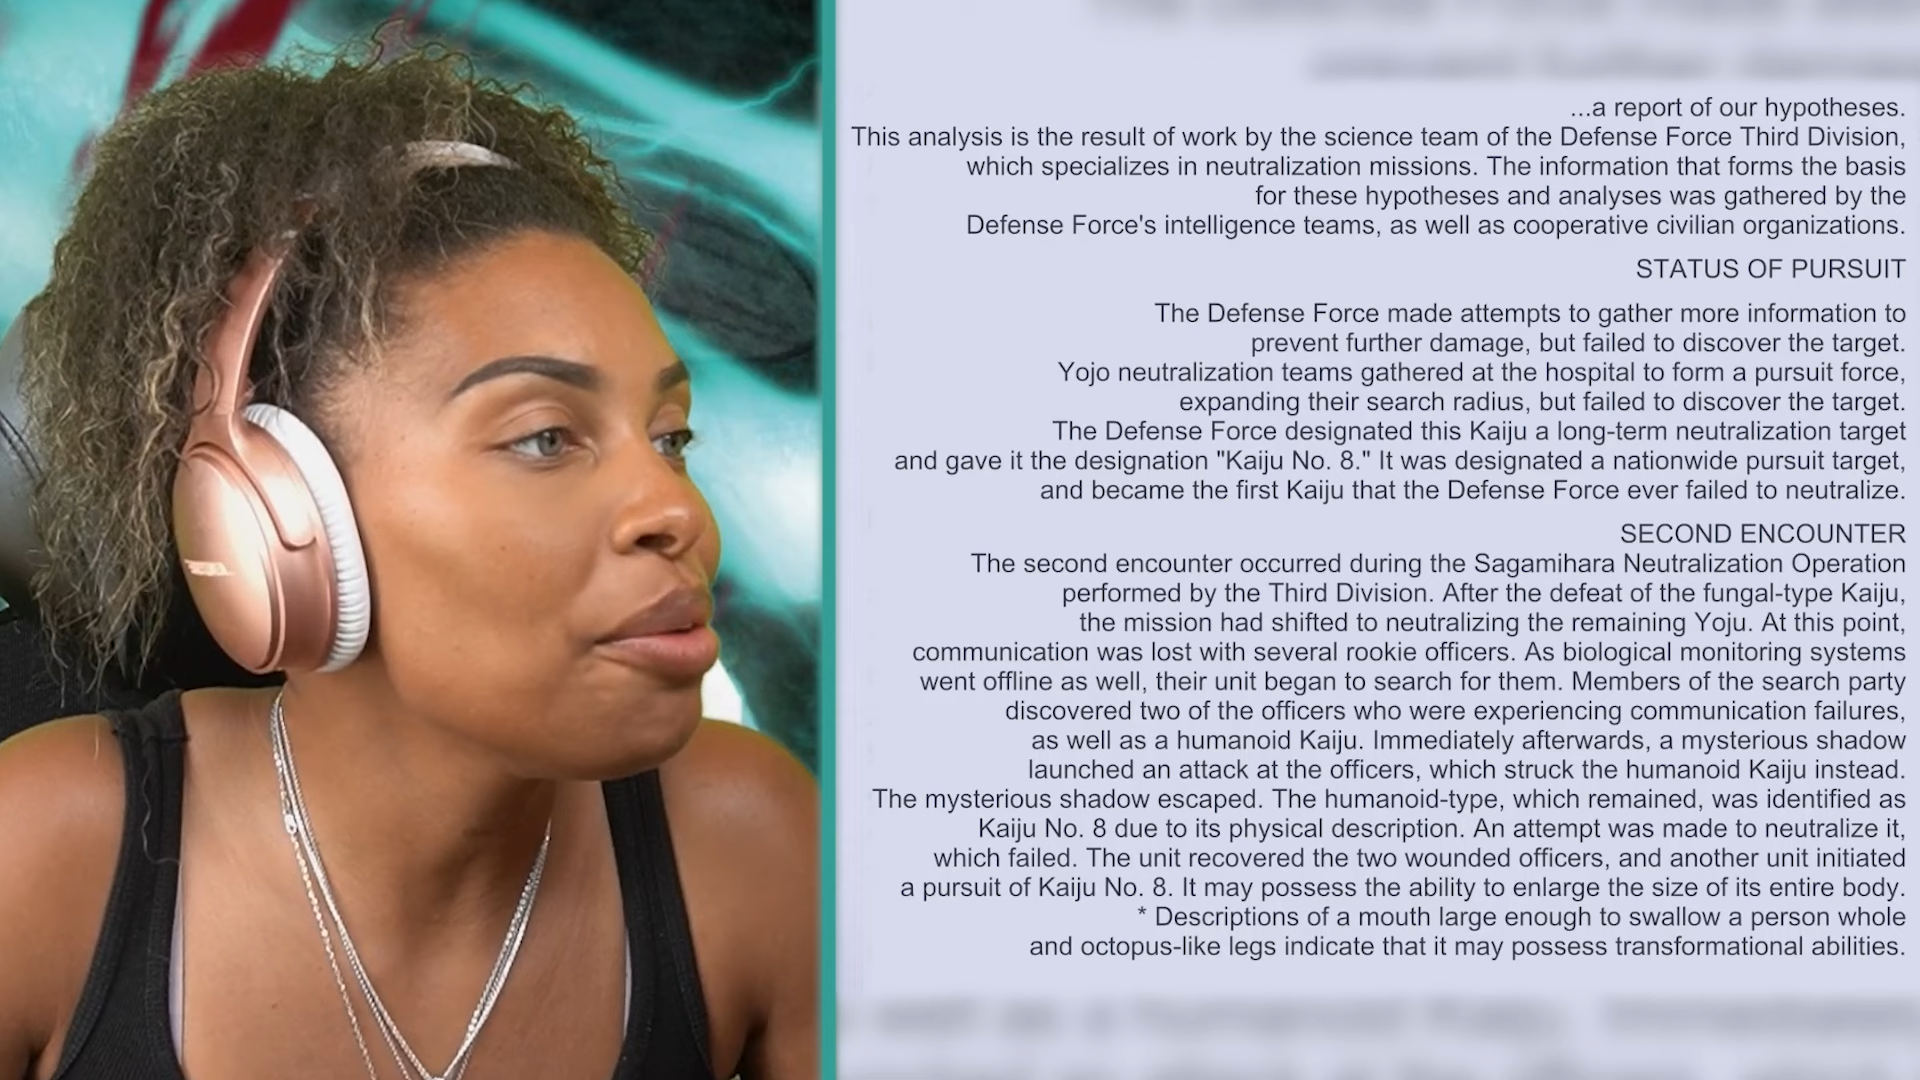 ...a report of our hypotheses.
This analysis is the result of work by the science team of the Defense Force Third Division,
which specializes in neutralization missions. The information that forms the basis
for these hypotheses and analyses was gathered by the
Defense Force's intelligence teams, as well as cooperative civilian organizations.
STATUS OF PURSUIT
The Defense Force made attempts to gather more information to
prevent further damage, but failed to discover the target.
Yojo neutralization teams gathered at the hospital to form a pursuit force,
expanding their search radius, but failed to discover the target.
The Defense Force designated this Kaiju a long-term neutralization target
and gave it the designation "Kaiju No. 8." It was designated a nationwide pursuit target,
and became the first Kaiju that the Defense Force ever failed to neutralize.
SECOND ENCOUNTER
The second encounter occurred during the Sagamihara Neutralization Operation
performed by the Third Division. After the defeat of the fungal-type Kaiju,
the mission had shifted to neutralizing the remaining Yoju. At this point,
communication was lost with several rookie officers. As biological monitoring systems
went offline as well, their unit began to search for them. Members of the search party
discovered two of the officers who were experiencing communication failures,
as well as a humanoid Kaiju. Immediately afterwards, a mysterious shadow
launched an attack at the officers, which struck the humanoid Kaiju instead.
The mysterious shadow escaped. The humanoid-type, which remained, was identified as
Kaiju No. 8 due to its physical description. An attempt was made to neutralize it,
which failed. The unit recovered the two wounded officers, and another unit initiated
a pursuit of Kaiju No. 8. It may possess the ability to enlarge the size of its entire body.
* Descriptions of a mouth large enough to swallow a person whole
and octopus-like legs indicate that it may possess transformational abilities.